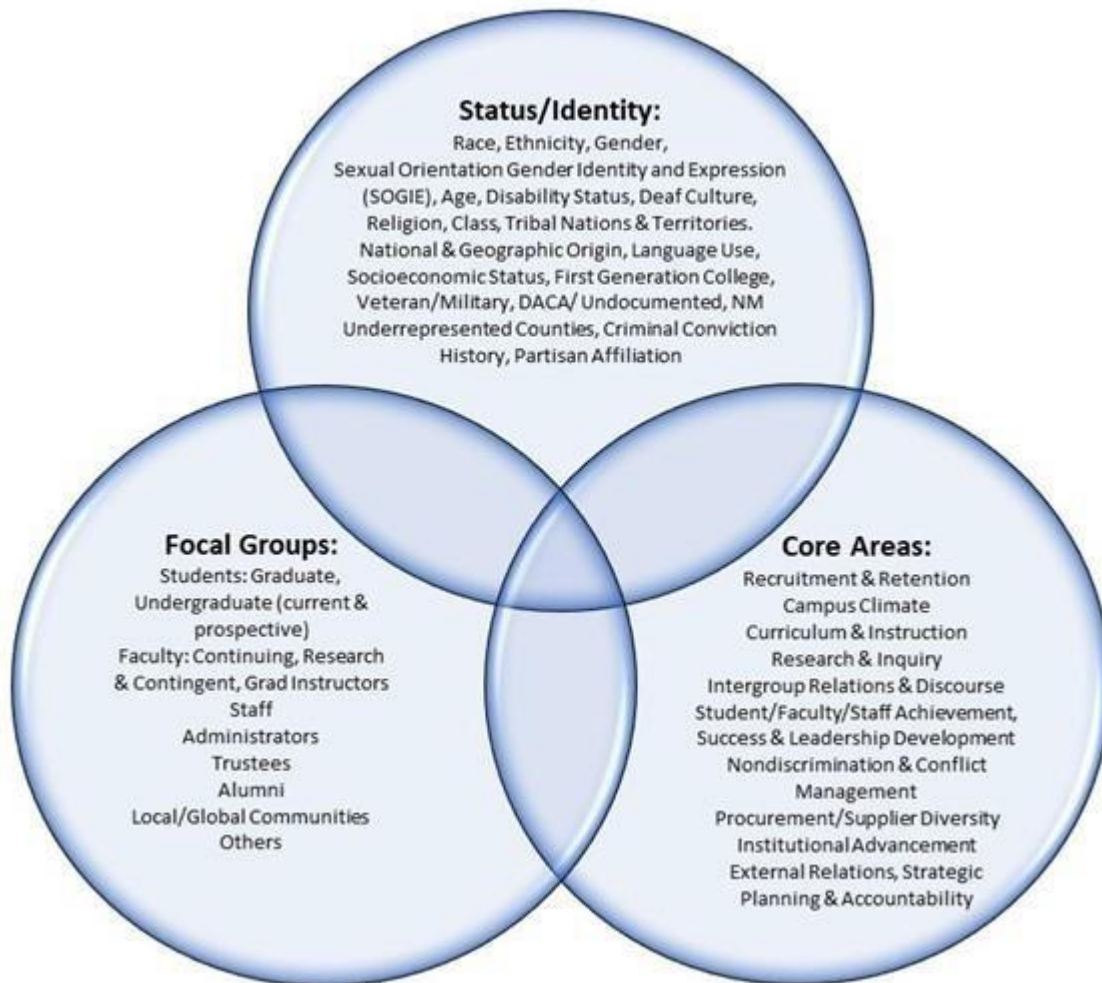 Status/Identity:
Race, Ethnicity, Gender,
Sexual Orientation Gender Identity and Expression
(SOGIE), Age, Disability Status, Deaf Culture,
Religion, Class, Tribal Nations & Territories.
National & Geographic Origin, Language Use,
Socioeconomic Status, First Generation College,
Veteran/Military, DACA/ Undocumented, NM
Underrepresented Counties, Criminal Conviction
History, Partisan Affiliation
Focal Groups:
Students: Graduate,
Undergraduate (current &
prospective)
Faculty: Continuing, Research
& Contingent, Grad Instructors
Staff
Administrators
Trustees
Alumni
Local/Global Communities
Others
Core Areas:
Recruitment & Retention
Campus Climate
Curriculum & Instruction
Research & Inquiry
Intergroup Relations & Discourse
Student/Faculty/Staff Achievement,
Success & Leadership Development
Nondiscrimination & Conflict
Management
Procurement/Supplier Diversity
Institutional Advancement
External Relations, Strategic
Planning & Accountability